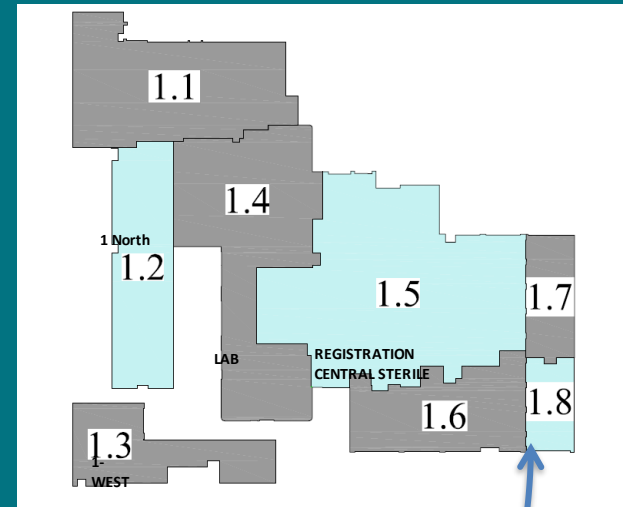 1.1
1.4
1 North
1.2
1.5
1.7
LAB
REGISTRATION
CENTRAL STERILE
1.8
1.6
1.3
1-
WEST